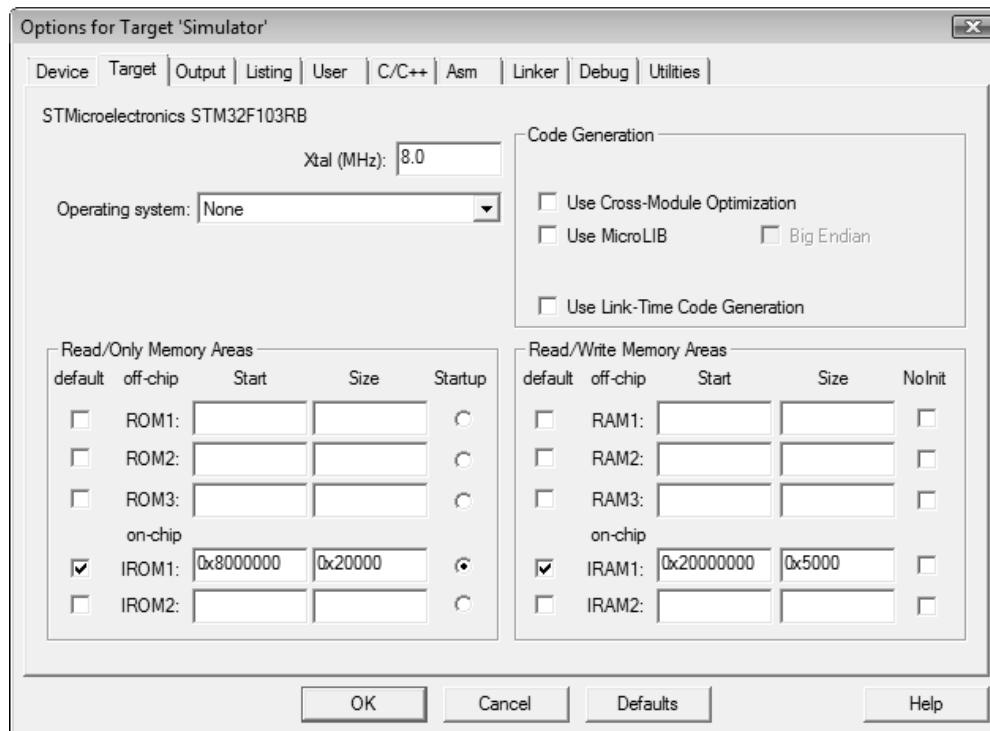 Options for Target 'Simulator'
Device Target Output Listing User C/C++ Asm Linker Debug Utilities
STMicroelectronics STM32F103RB
Xtal (MHz): 8.0
Operating system: None
Code Generation
Use Cross-Module Optimization
Use MicroLIB Big Endian
Use Link-Time Code Generation
Read/Only Memory Areas
default off-chip Start Size Startup
ROM1:
ROM2:
ROM3:
on-chip
IROM1: 0x8000000 0x20000
IROM2:
Read/Write Memory Areas
default off-chip Start Size NoInit
RAM1:
RAM2:
RAM3:
on-chip
IRAM1: 0x20000000 0x5000
IRAM2:
OK Cancel Defaults Help